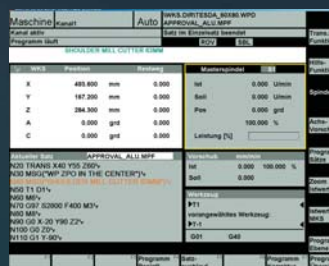 Maschine Kanal1 Auto \WKS.DIRITESDA_60X80.WPD
APPROVAL_ALU.MPF
Kanal aktiv Satz im Einzelsatz beendet
Programm läuft ROV SBL
SHOULDER MILL CUTTER 63MM
WKS Position Restweg Masterspindel S1
X 485.800 mm 0.000 Ist 0.000 U/min
Y 167.200 mm 0.000 Soll 0.000 U/min
Z 284.300 mm 0.000 Pos 0.000 grd
A 0.000 grd 0.000 100.000 %
C 0.000 grd 0.000 Leistung [%]
Aktueller Satz APPROVAL_ALU.MPF Vorschub mm/min
N20 TRANS X40 Y55 Z60 Ist 0.000 100.000 %
N30 MSG("WP ZPO IN THE CENTER") Soll 0.000
N50 T1 D1 Werkzeug
N60 M6 T1
N70 G97 S2000 F400 M3 vorangewähltes Werkzeug:
N80 M8 T-1
N90 G0 X-20 Y90 Z2
N100 G0 Z0 G01 G40
N110 G1 Y-90